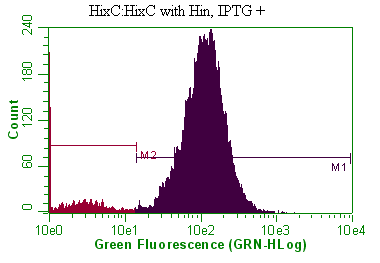 HixC:HixC with Hin, IPTG +
240
180
120
60
0
Count
M2
M1
10e0 10e1 10e2 10e3 10e4
Green Fluorescence (GRN-HLog)